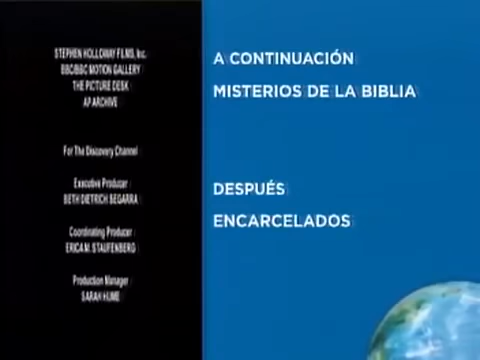 STEPHEN HOLLOWAY FILMS, Inc.
BBC/BBC MOTION GALLERY
THE PICTURE DESK
AP ARCHIVE
For The Discovery Channel
Executive Producer
BETH DIETRICH SEGARRA
Coordinating Producer
ERICA M. STAUFENBERG
Production Manager
SARAH HUME
A CONTINUACIÓN
MISTERIOS DE LA BIBLIA
DESPUÉS
ENCARCELADOS